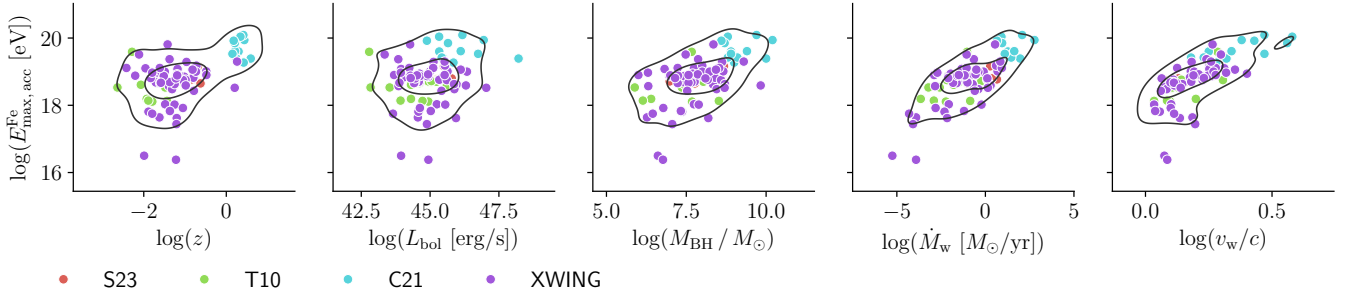 20
18
16
log(E^Fe_max, acc [eV])
−2 0
42.5 45.0 47.5
5.0 7.5 10.0
−5 0 5
0.0 0.5
log(z)
log(L_bol [erg/s])
log(M_BH / M_⊙)
log(Ṁ_w [M_⊙/yr])
log(v_w/c)
S23 T10 C21 XWING